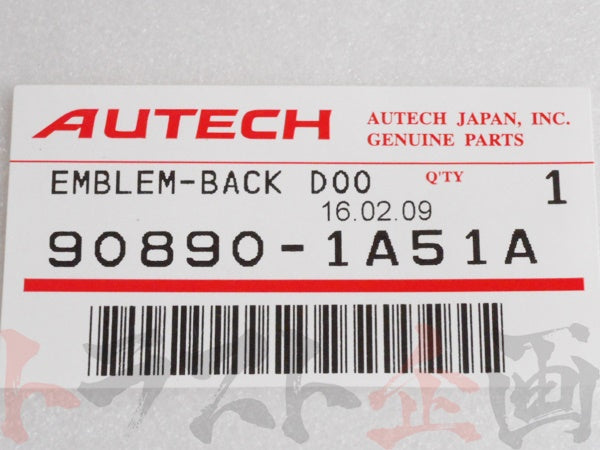 AUTECH
AUTECH JAPAN, INC.
GENUINE PARTS
EMBLEM-BACK DOO
Q'TY
1
16.02.09
90890-1A51A
トラスト企画